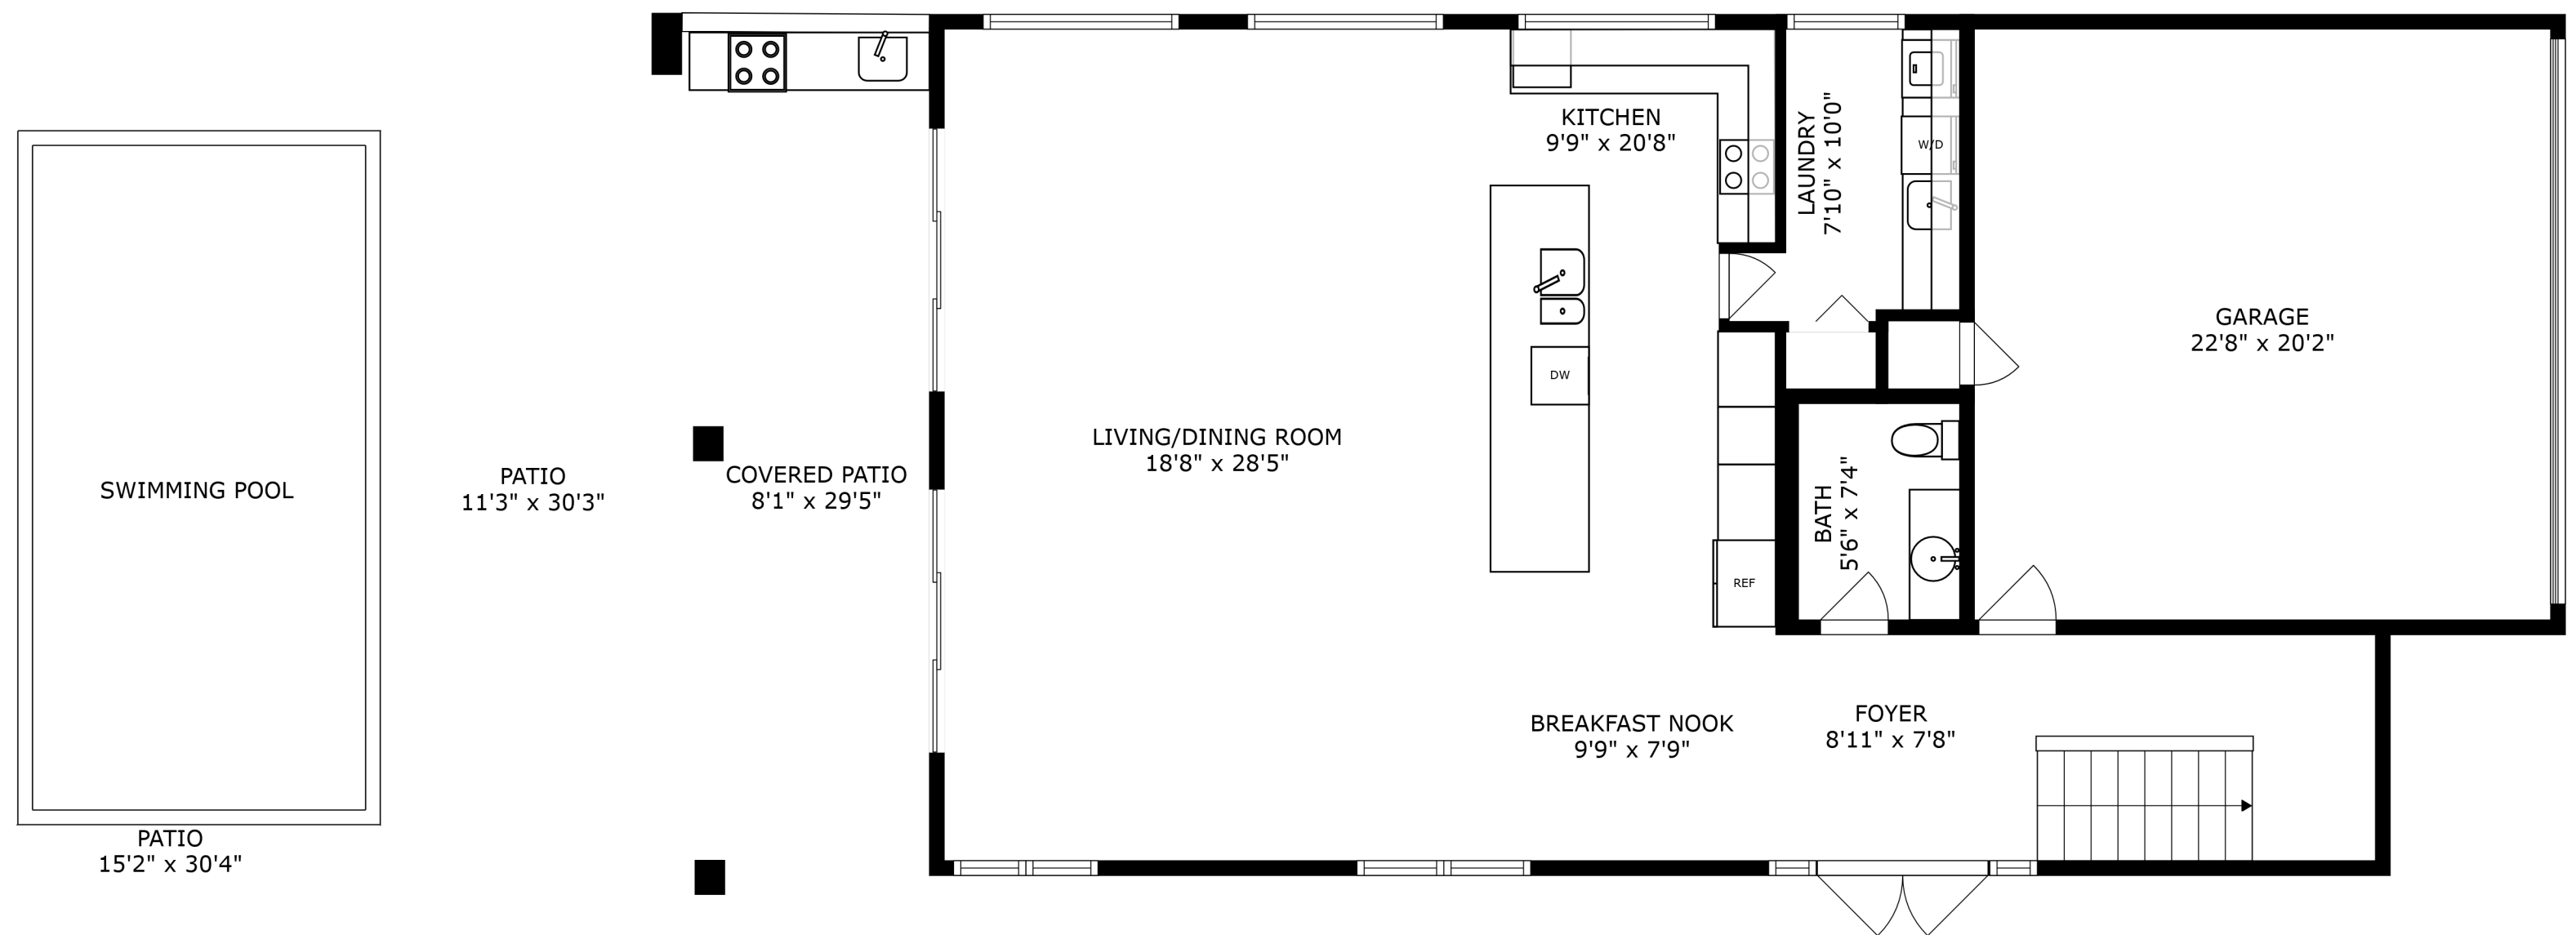 SWIMMING POOL
PATIO
15'2" x 30'4"
PATIO
11'3" x 30'3"
COVERED PATIO
8'1" x 29'5"
LIVING/DINING ROOM
18'8" x 28'5"
KITCHEN
9'9" x 20'8"
DW
REF
BREAKFAST NOOK
9'9" x 7'9"
LAUNDRY
7'10" x 10'0"
W/D
BATH
5'6" x 7'4"
FOYER
8'11" x 7'8"
GARAGE
22'8" x 20'2"